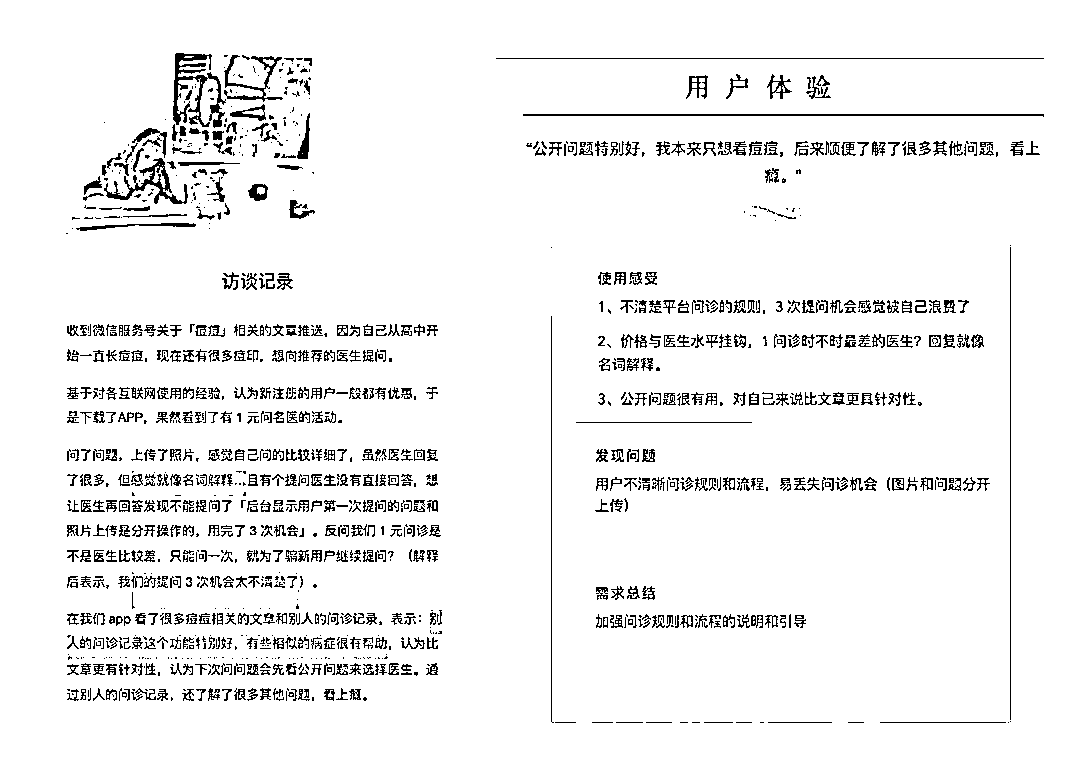 访谈记录
收到微信服务号关于「痘痘」相关的文章推送，因为自己从高中开
始一直长痘痘，现在还有很多痘印，想向推荐的医生提问。
基于对各互联网使用的经验，认为新注册的用户一般都有优惠，于
是下载了APP，果然看到了有1元问名医的活动。
问了问题，上传了照片，感觉自己问的比较详细了，虽然医生回复
了很多，但感觉就像名词解释...且有个提问医生没有直接回答，想
让医生再回答发现不能提问了「后台显示用户第一次提问的问题和
照片上传是分开操作的，用完了3次机会」。反问我们1元问诊是
不是医生比较差，只能问一次，就为了骗新用户继续提问？（解释
后表示，我们的提问3次机会太不清楚了）。
在我们app看了很多痘痘相关的文章和别人的问诊记录，表示：别
人的问诊记录这个功能特别好，有些相似的病症很有帮助，认为比
文章更有针对性，认为下次问问题会先看公开问题来选择医生。通
过别人的问诊记录，还了解了很多其他问题，看上瘾。
用户体验
“公开问题特别好，我本来只想看痘痘，后来顺便了解了很多其他问题，看上
瘾。”
使用感受
1、不清楚平台问诊的规则，3次提问机会感觉被自己浪费了
2、价格与医生水平挂钩，1问诊时不时最差的医生？回复就像
名词解释。
3、公开问题很有用，对自己来说比文章更具针对性。
发现问题
用户不清晰问诊规则和流程，易丢失问诊机会（图片和问题分开
上传）
需求总结
加强问诊规则和流程的说明和引导